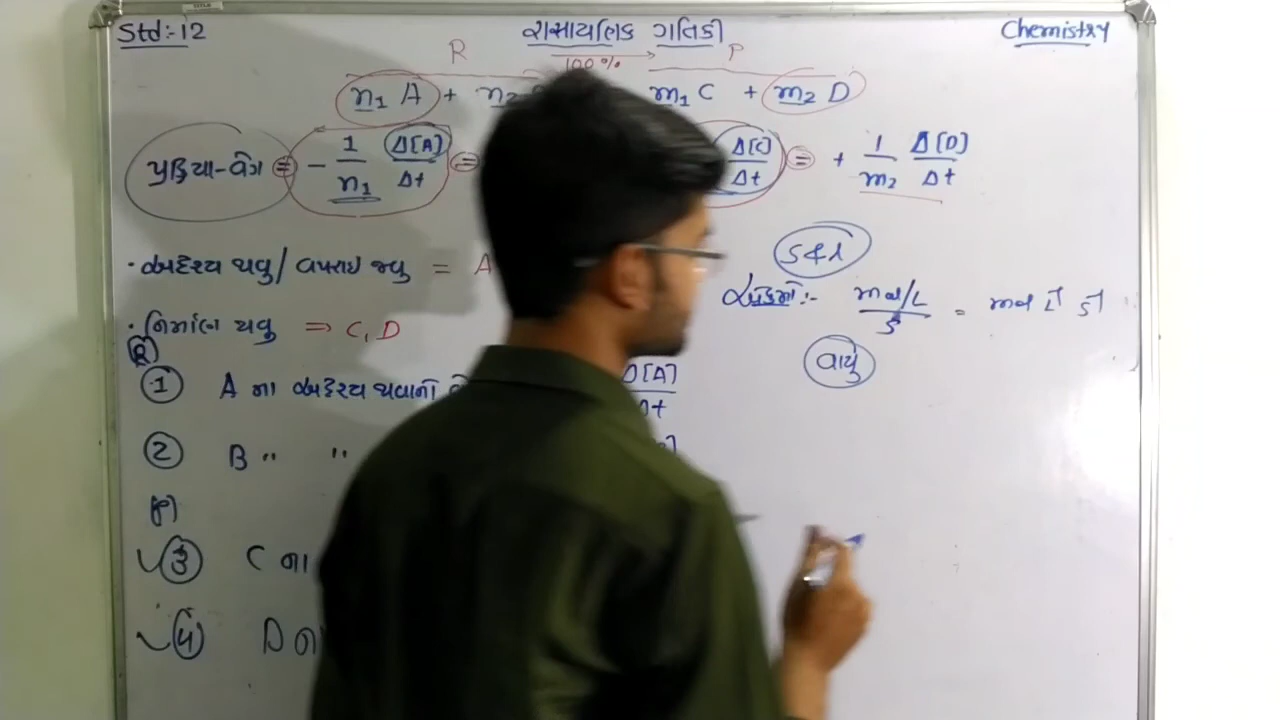 Std:-12 રાસાયણિક ગતિકી Chemistry
R 100% P
n₁ A + n₂ m₁ C + m₂ D
પ્રક્રિયા-વેગ = - 1/n₁ Δ[A]/Δt = Δ[C]/Δt = + 1/m₂ Δ[D]/Δt
· અદ્રશ્ય થવુ/ વપરાઇ જવુ = A
· નિર્માણ થવુ ⇒ C, D
S & l
એકમો :- mol/L / S = mol L⁻¹ S⁻¹
વાયુ
R
1 A ના અદ્રશ્ય થવાનો Δ[A]/Δt
2 B " "
3 C ના
4 D ના